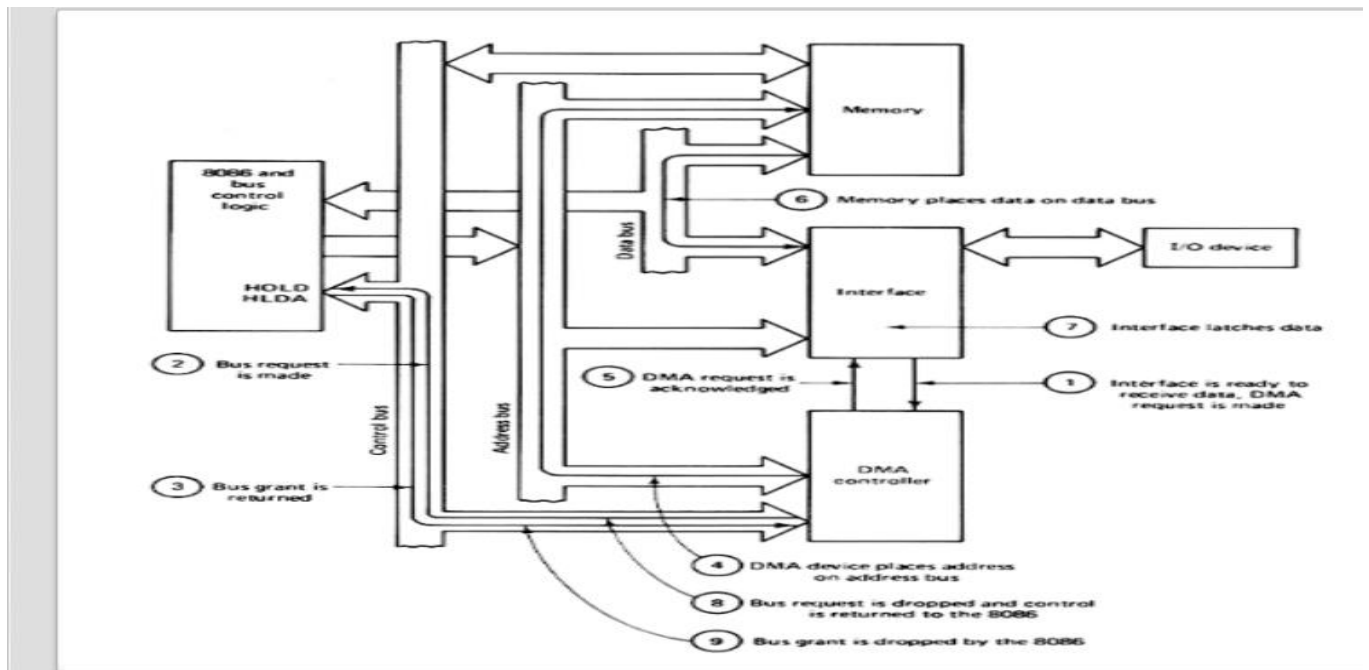 Memory
8086 and
bus
control
logic
6 Memory places data on data bus
Data bus
I/O device
HOLD
HLDA
Interface
7 Interface latches data
2 Bus request
is made
5 DMA request is
acknowledged
1 Interface is ready to
receive data, DMA
request is made
Control bus
Address bus
3 Bus grant is
returned
DMA
controller
4 DMA device places address
on address bus
8 Bus request is dropped and control
is returned to the 8086
9 Bus grant is dropped by the 8086